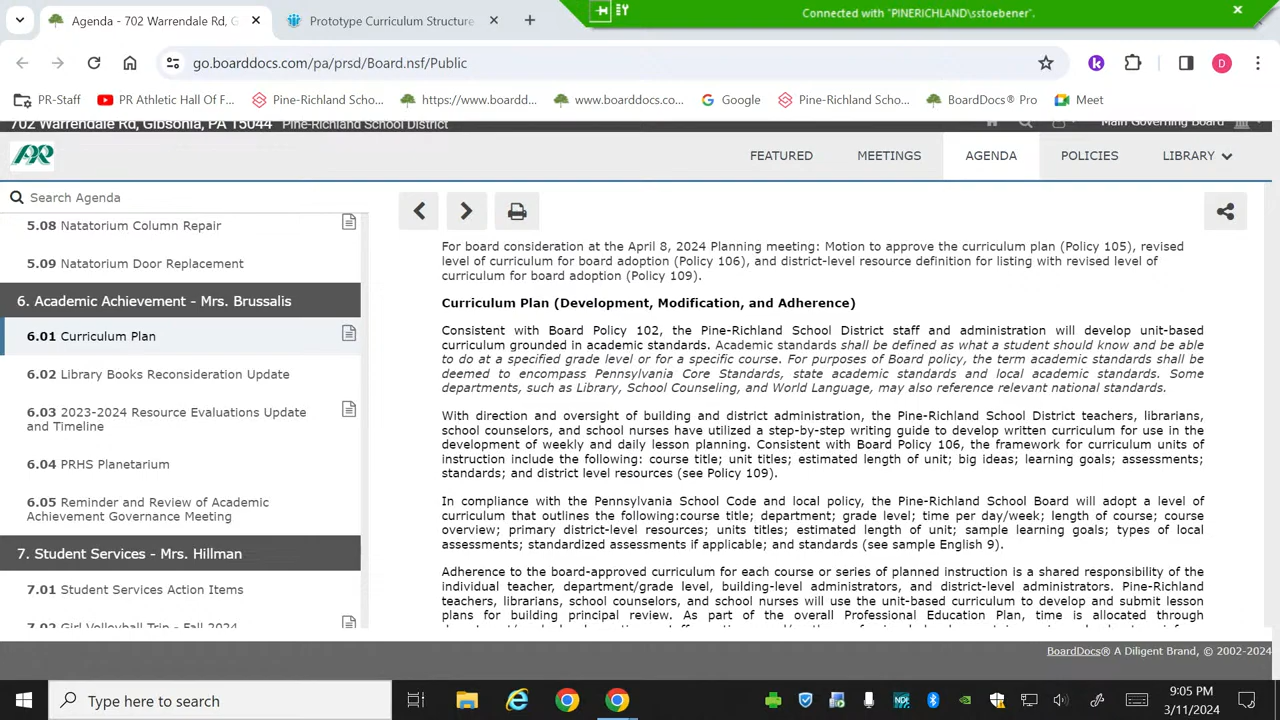 Agenda - 702 Warrendale Rd, G
Prototype Curriculum Structure
Connected with "PINERICHLAND\sstoebener".
go.boarddocs.com/pa/prsd/Board.nsf/Public
k
D
PR-Staff
PR Athletic Hall Of F...
Pine-Richland Scho...
https://www.boardd...
www.boarddocs.co...
Google
Pine-Richland Scho...
BoardDocs® Pro
Meet
702 Warrendale Rd, Gibsonia, PA 15044 Pine-Richland School District
Main Governing Board
PR
FEATURED
MEETINGS
AGENDA
POLICIES
LIBRARY
Search Agenda
5.08 Natatorium Column Repair
5.09 Natatorium Door Replacement
6. Academic Achievement - Mrs. Brussalis
6.01 Curriculum Plan
6.02 Library Books Reconsideration Update
6.03 2023-2024 Resource Evaluations Update
and Timeline
6.04 PRHS Planetarium
6.05 Reminder and Review of Academic
Achievement Governance Meeting
7. Student Services - Mrs. Hillman
7.01 Student Services Action Items
7.02 Girl Volleyball Trip - Fall 2024
For board consideration at the April 8, 2024 Planning meeting: Motion to approve the curriculum plan (Policy 105), revised
level of curriculum for board adoption (Policy 106), and district-level resource definition for listing with revised level of
curriculum for board adoption (Policy 109).
Curriculum Plan (Development, Modification, and Adherence)
Consistent with Board Policy 102, the Pine-Richland School District staff and administration will develop unit-based
curriculum grounded in academic standards. Academic standards shall be defined as what a student should know and be able
to do at a specified grade level or for a specific course. For purposes of Board policy, the term academic standards shall be
deemed to encompass Pennsylvania Core Standards, state academic standards and local academic standards. Some
departments, such as Library, School Counseling, and World Language, may also reference relevant national standards.
With direction and oversight of building and district administration, the Pine-Richland School District teachers, librarians,
school counselors, and school nurses have utilized a step-by-step writing guide to develop written curriculum for use in the
development of weekly and daily lesson planning. Consistent with Board Policy 106, the framework for curriculum units of
instruction include the following: course title; unit titles; estimated length of unit; big ideas; learning goals; assessments;
standards; and district level resources (see Policy 109).
In compliance with the Pennsylvania School Code and local policy, the Pine-Richland School Board will adopt a level of
curriculum that outlines the following:course title; department; grade level; time per day/week; length of course; course
overview; primary district-level resources; units titles; estimated length of unit; sample learning goals; types of local
assessments; standardized assessments if applicable; and standards (see sample English 9).
Adherence to the board-approved curriculum for each course or series of planned instruction is a shared responsibility of the
individual teacher, department/grade level, building-level administrators, and district-level administrators. Pine-Richland
teachers, librarians, school counselors, and school nurses will use the unit-based curriculum to develop and submit lesson
plans for building principal review. As part of the overall Professional Education Plan, time is allocated through
BoardDocs® A Diligent Brand, © 2002-2024
Type here to search
9:05 PM
3/11/2024